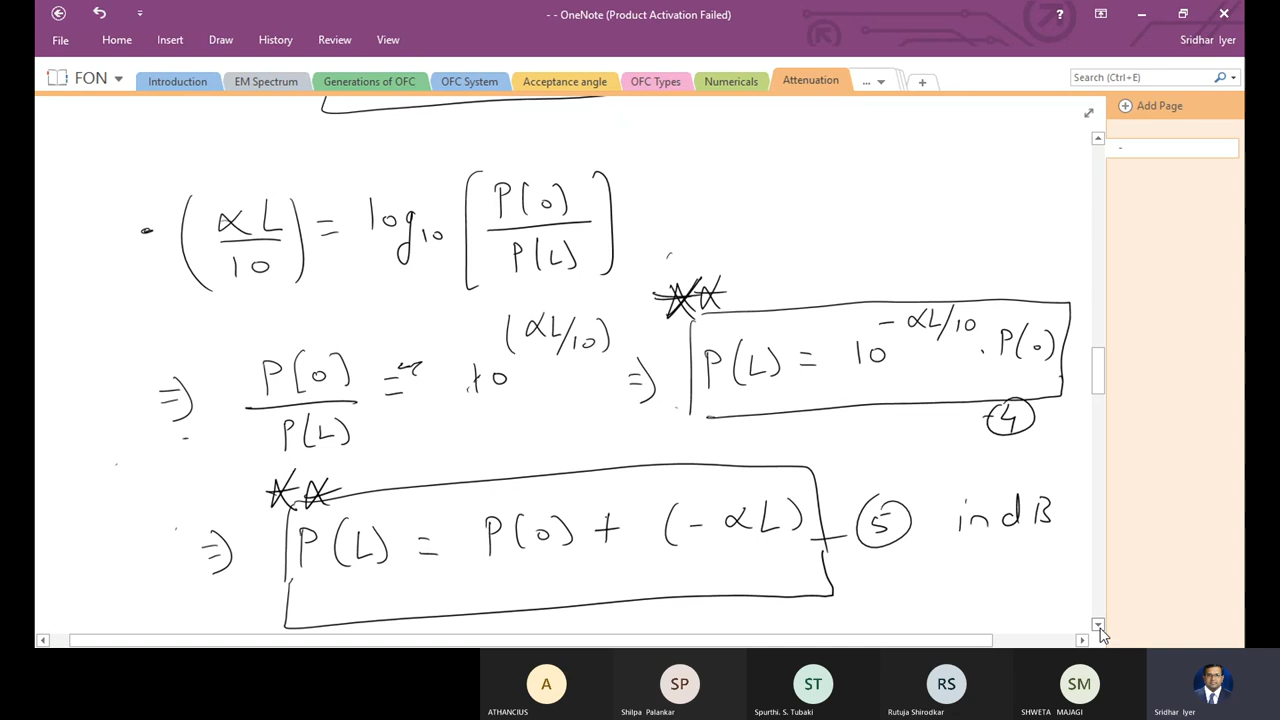 - - OneNote (Product Activation Failed)
?
File Home Insert Draw History Review View Sridhar Iyer
FON Introduction EM Spectrum Generations of OFC OFC System Acceptance angle OFC Types Numericals Attenuation ... + Search (Ctrl+E)
Add Page
-
(αL/10) = log10 [P(0)/P(L)]
⇒ P(0)/P(L) = 10^(αL/10) ⇒ P(L) = 10^-αL/10 . P(0)
- 4
⇒ P(L) = P(0) + (- αL) - 5 in dB
A SP ST RS SM
ATHANCIUS Shilpa Palankar Spurthi. S. Tubaki Rutuja Shirodkar SHWETA MAJAGI Sridhar Iyer